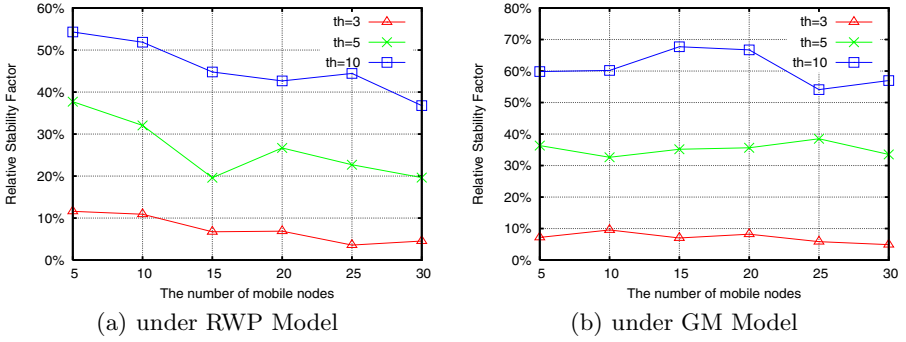 Relative Stability Factor
60%
50%
40%
30%
20%
10%
0%
th=3
th=5
th=10
5 10 15 20 25 30
The number of mobile nodes
(a) under RWP Model
Relative Stability Factor
80%
70%
60%
50%
40%
30%
20%
10%
0%
th=3
th=5
th=10
5 10 15 20 25 30
The number of mobile nodes
(b) under GM Model